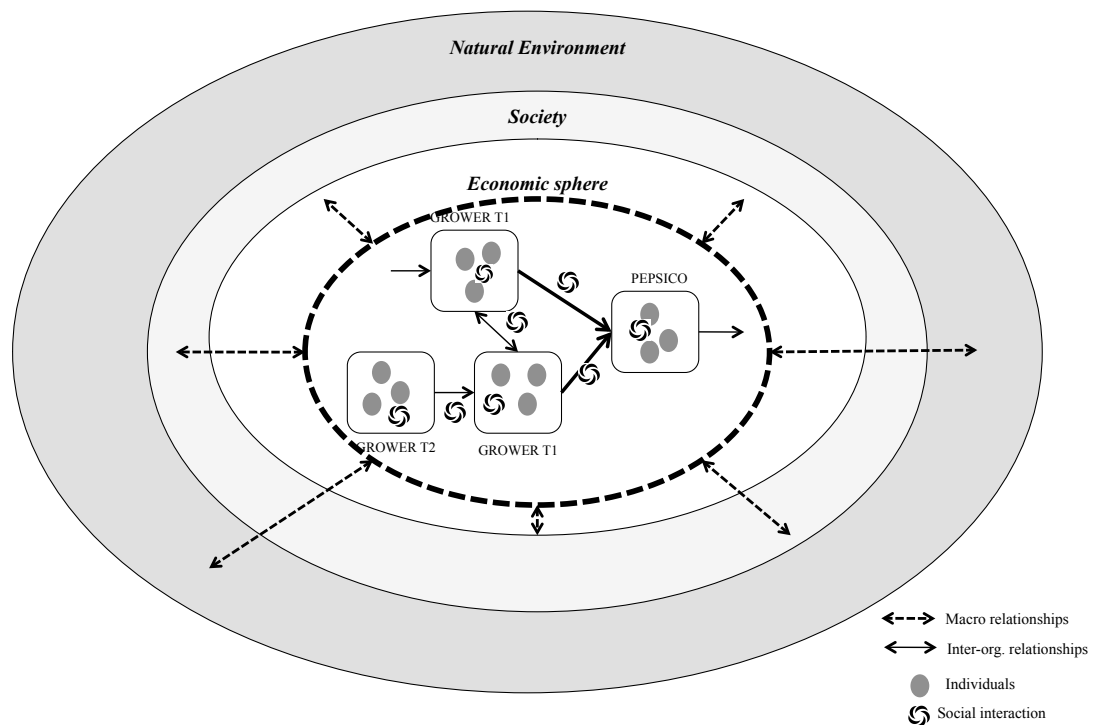 Natural Environment
Society
Economic sphere
GROWER T1
PEPSICO
GROWER T2
GROWER T1
Macro relationships
Inter-org. relationships
Individuals
Social interaction